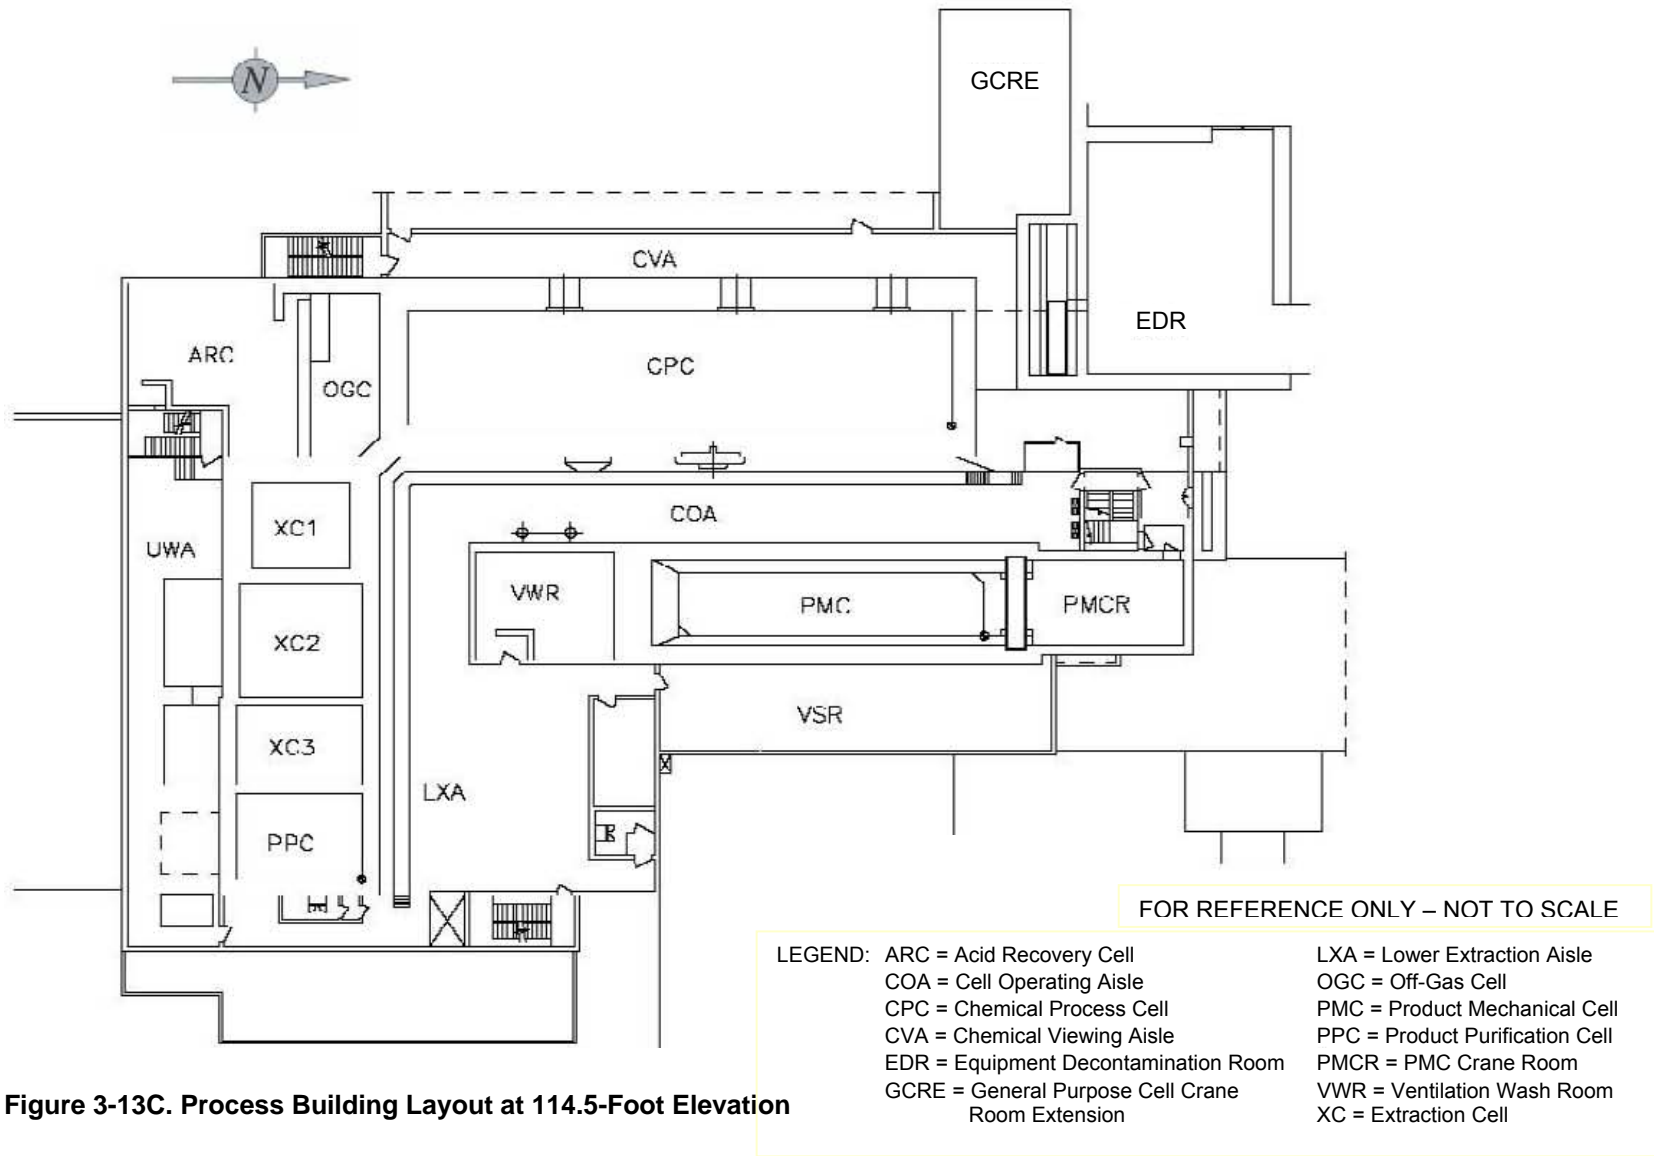 N
GCRE
CVA
EDR
ARC
OGC
CPC
XC1
COA
UWA
VWR
PMC
PMCR
XC2
VSR
XC3
LXA
PPC
FOR REFERENCE ONLY – NOT TO SCALE
LEGEND: ARC = Acid Recovery Cell
COA = Cell Operating Aisle
CPC = Chemical Process Cell
CVA = Chemical Viewing Aisle
EDR = Equipment Decontamination Room
GCRE = General Purpose Cell Crane
Room Extension
LXA = Lower Extraction Aisle
OGC = Off-Gas Cell
PMC = Product Mechanical Cell
PPC = Product Purification Cell
PMCR = PMC Crane Room
VWR = Ventilation Wash Room
XC = Extraction Cell
Figure 3-13C. Process Building Layout at 114.5-Foot Elevation